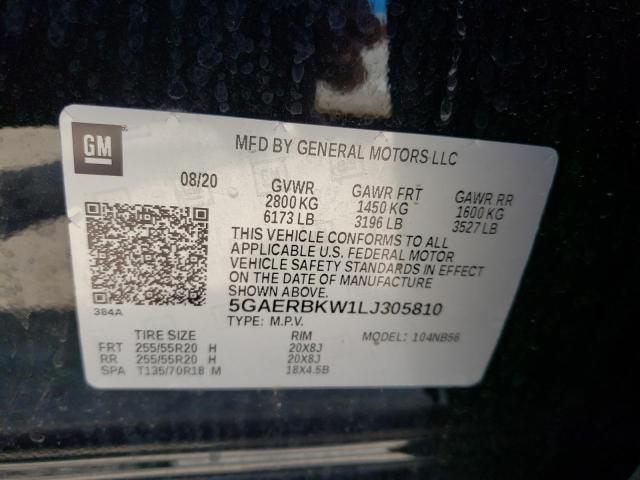 GM
MFD BY GENERAL MOTORS LLC
08/20 GVWR GAWR FRT GAWR RR
2800 KG 1450 KG 1600 KG
6173 LB 3196 LB 3527 LB
THIS VEHICLE CONFORMS TO ALL
APPLICABLE U.S. FEDERAL MOTOR
VEHICLE SAFETY STANDARDS IN EFFECT
ON THE DATE OF MANUFACTURE
SHOWN ABOVE.
384A 5GAERBKW1LJ305810
TYPE: M.P.V. MODEL: 104NB56
TIRE SIZE RIM
FRT 255/55R20 H 20X8J
RR 255/55R20 H 20X8J
SPA T135/70R18 M 18X4.5B